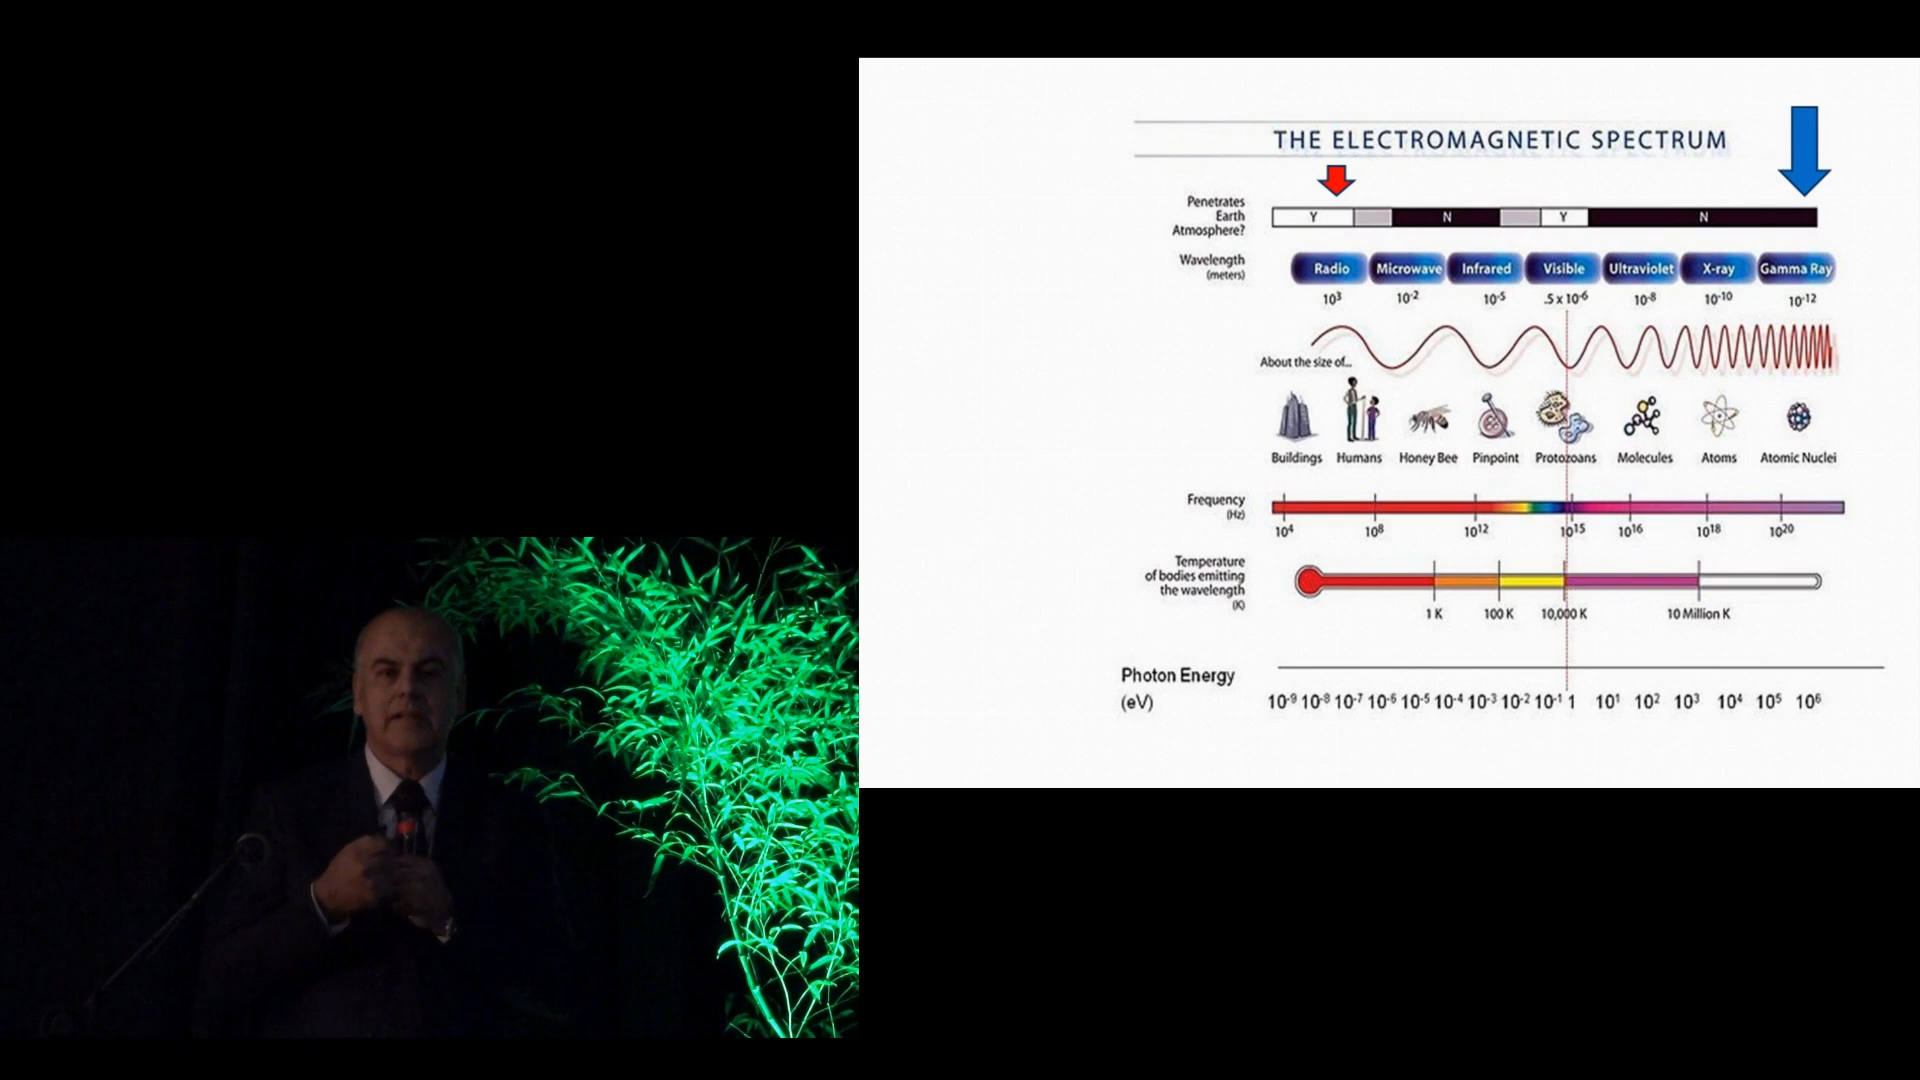 THE ELECTROMAGNETIC SPECTRUM
Penetrates
Earth
Atmosphere?
Y N Y N
Wavelength
(meters)
Radio Microwave Infrared Visible Ultraviolet X-ray Gamma Ray
10³ 10⁻² 10⁻⁵ .5 x 10⁻⁶ 10⁻⁸ 10⁻¹⁰ 10⁻¹²
About the size of...
Buildings Humans Honey Bee Pinpoint Protozoans Molecules Atoms Atomic Nuclei
Frequency
(Hz)
10⁴ 10⁸ 10¹² 10¹⁵ 10¹⁶ 10¹⁸ 10²⁰
Temperature
of bodies emitting
the wavelength
(K)
1 K 100 K 10,000 K 10 Million K
Photon Energy
(eV)
10⁻⁹ 10⁻⁸ 10⁻⁷ 10⁻⁶ 10⁻⁵ 10⁻⁴ 10⁻³ 10⁻² 10⁻¹ 1 10¹ 10² 10³ 10⁴ 10⁵ 10⁶